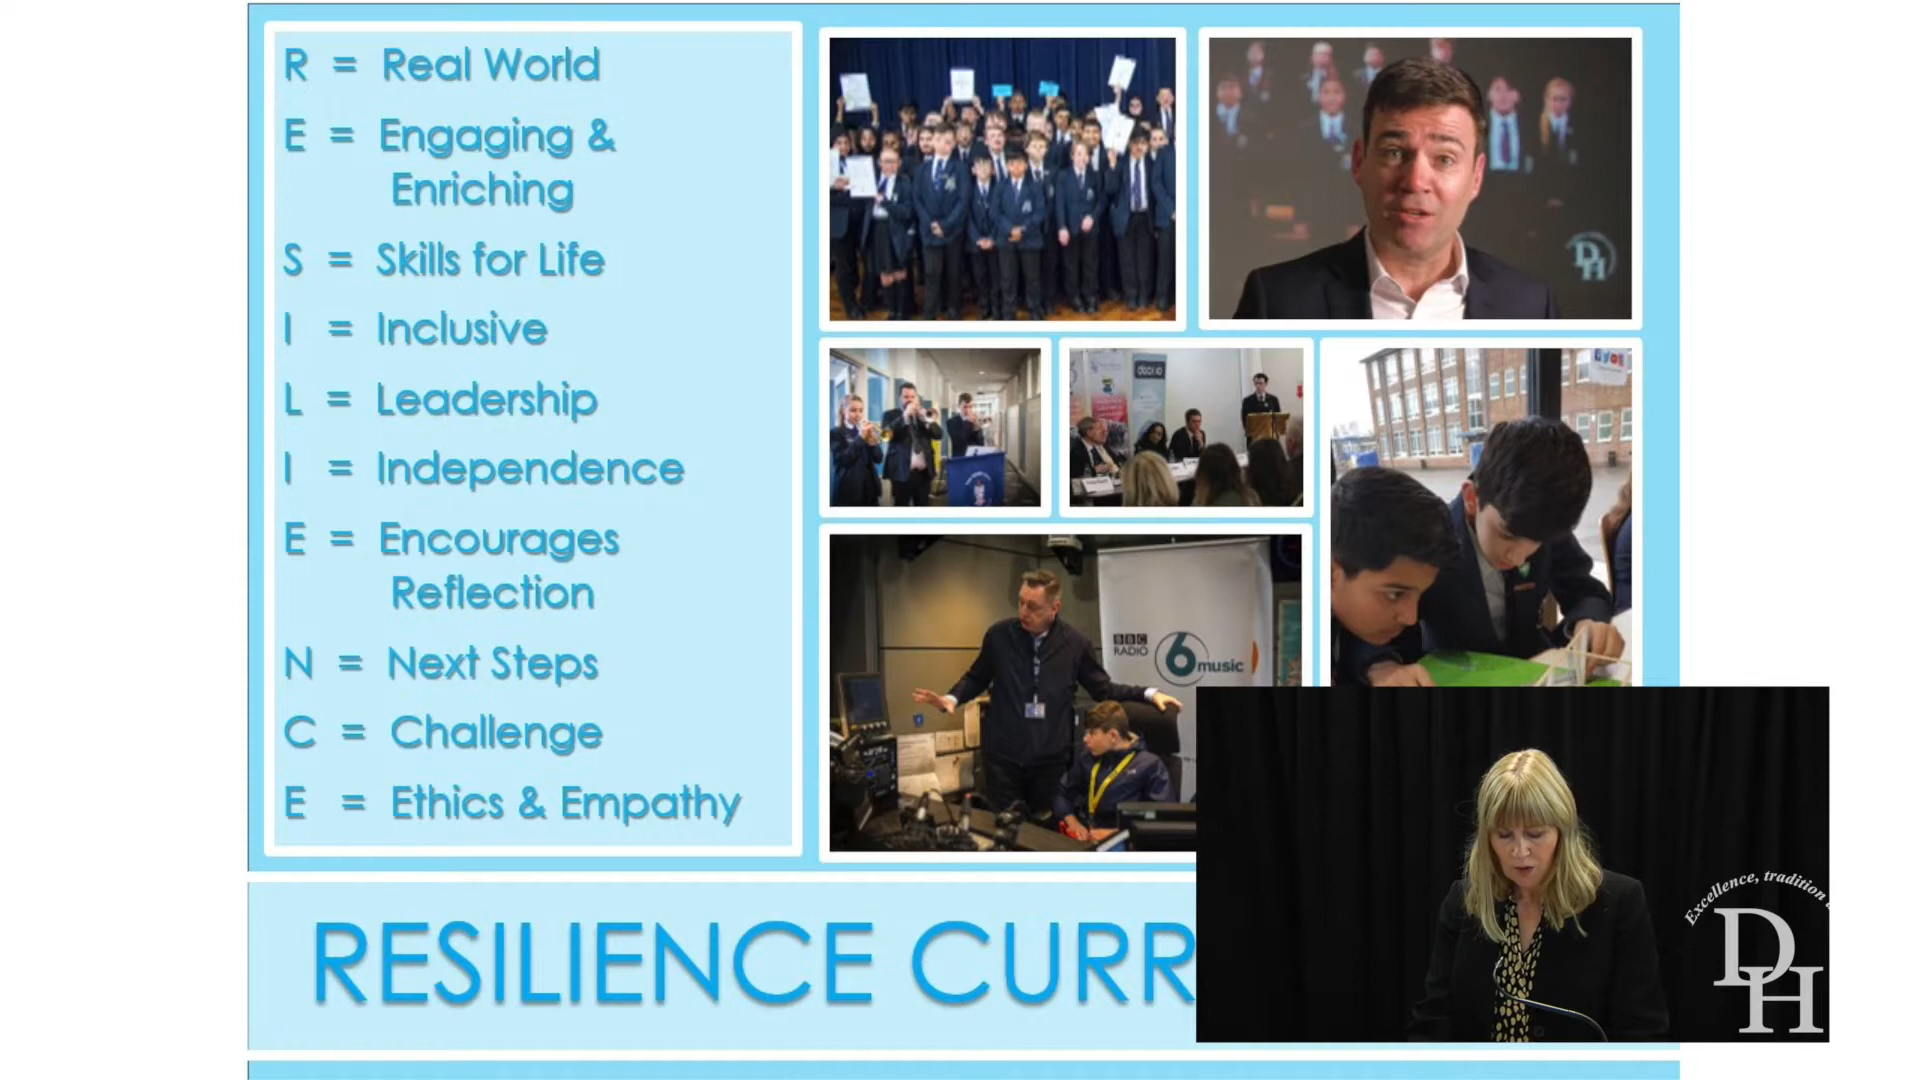 R = Real World
E = Engaging &
Enriching
S = Skills for Life
I = Inclusive
L = Leadership
I = Independence
E = Encourages
Reflection
N = Next Steps
C = Challenge
E = Ethics & Empathy
DH
BBC
RADIO
6
music
RESILIENCE CURR
Excellence, tradition
DH